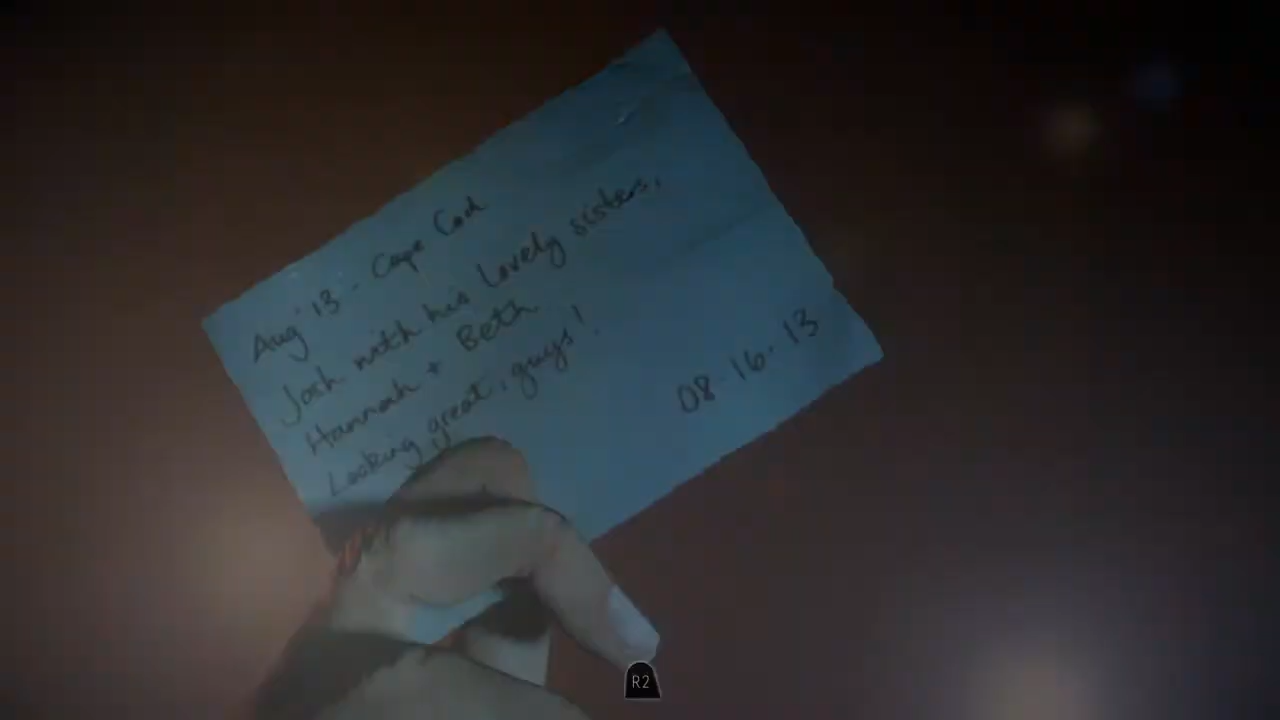 Aug '13 - Cape Cod
Josh with his lovely sisters,
Hannah + Beth.
Looking great, guys!
08-16-13
R2